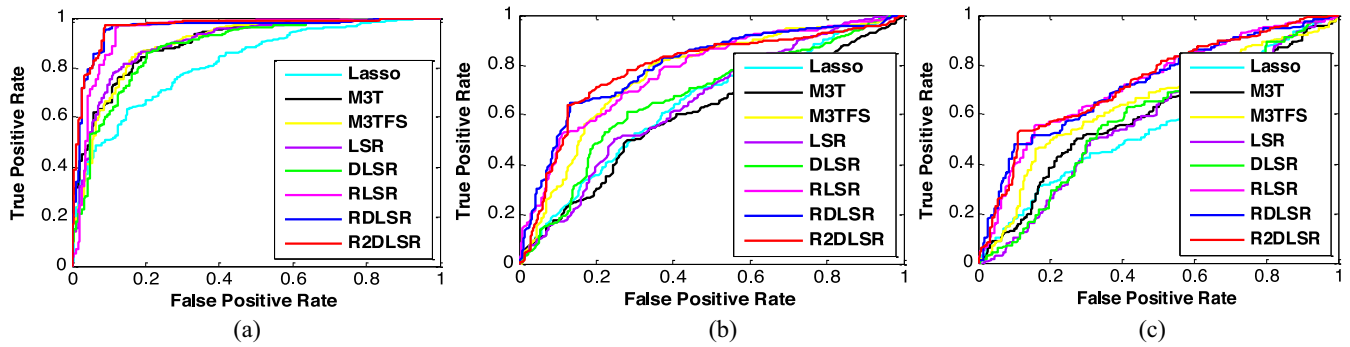 1
0.8
0.6
0.4
0.2
0
0.2
0.4
0.6
0.8
1
True Positive Rate
False Positive Rate
Lasso
M3T
M3TFS
LSR
DLSR
RLSR
RDLSR
R2DLSR
(a)
1
0.8
0.6
0.4
0.2
0
0
0.2
0.4
0.6
0.8
1
True Positive Rate
False Positive Rate
Lasso
M3T
M3TFS
LSR
DLSR
RLSR
RDLSR
R2DLSR
(b)
1
0.8
0.6
0.4
0.2
0
0
0.2
0.4
0.6
0.8
1
True Positive Rate
False Positive Rate
Lasso
M3T
M3TFS
LSR
DLSR
RLSR
RDLSR
R2DLSR
(c)